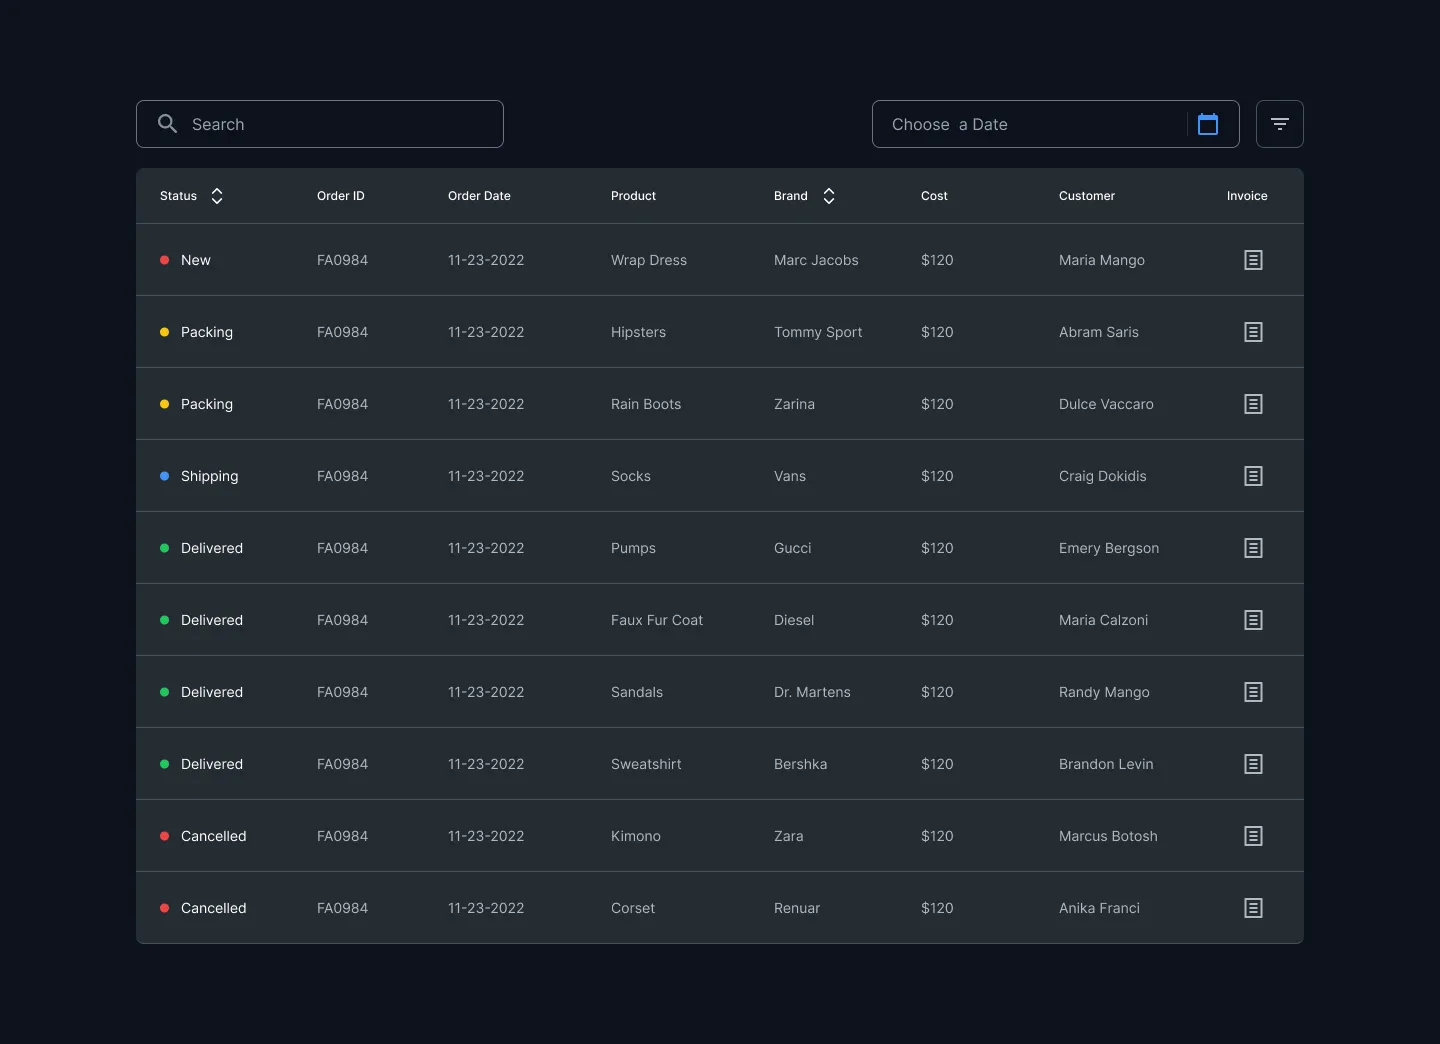 Search
Choose a Date
Status Order ID Order Date Product Brand Cost Customer Invoice
New FA0984 11-23-2022 Wrap Dress Marc Jacobs $120 Maria Mango
Packing FA0984 11-23-2022 Hipsters Tommy Sport $120 Abram Saris
Packing FA0984 11-23-2022 Rain Boots Zarina $120 Dulce Vaccaro
Shipping FA0984 11-23-2022 Socks Vans $120 Craig Dokidis
Delivered FA0984 11-23-2022 Pumps Gucci $120 Emery Bergson
Delivered FA0984 11-23-2022 Faux Fur Coat Diesel $120 Maria Calzoni
Delivered FA0984 11-23-2022 Sandals Dr. Martens $120 Randy Mango
Delivered FA0984 11-23-2022 Sweatshirt Bershka $120 Brandon Levin
Cancelled FA0984 11-23-2022 Kimono Zara $120 Marcus Botosh
Cancelled FA0984 11-23-2022 Corset Renuar $120 Anika Franci